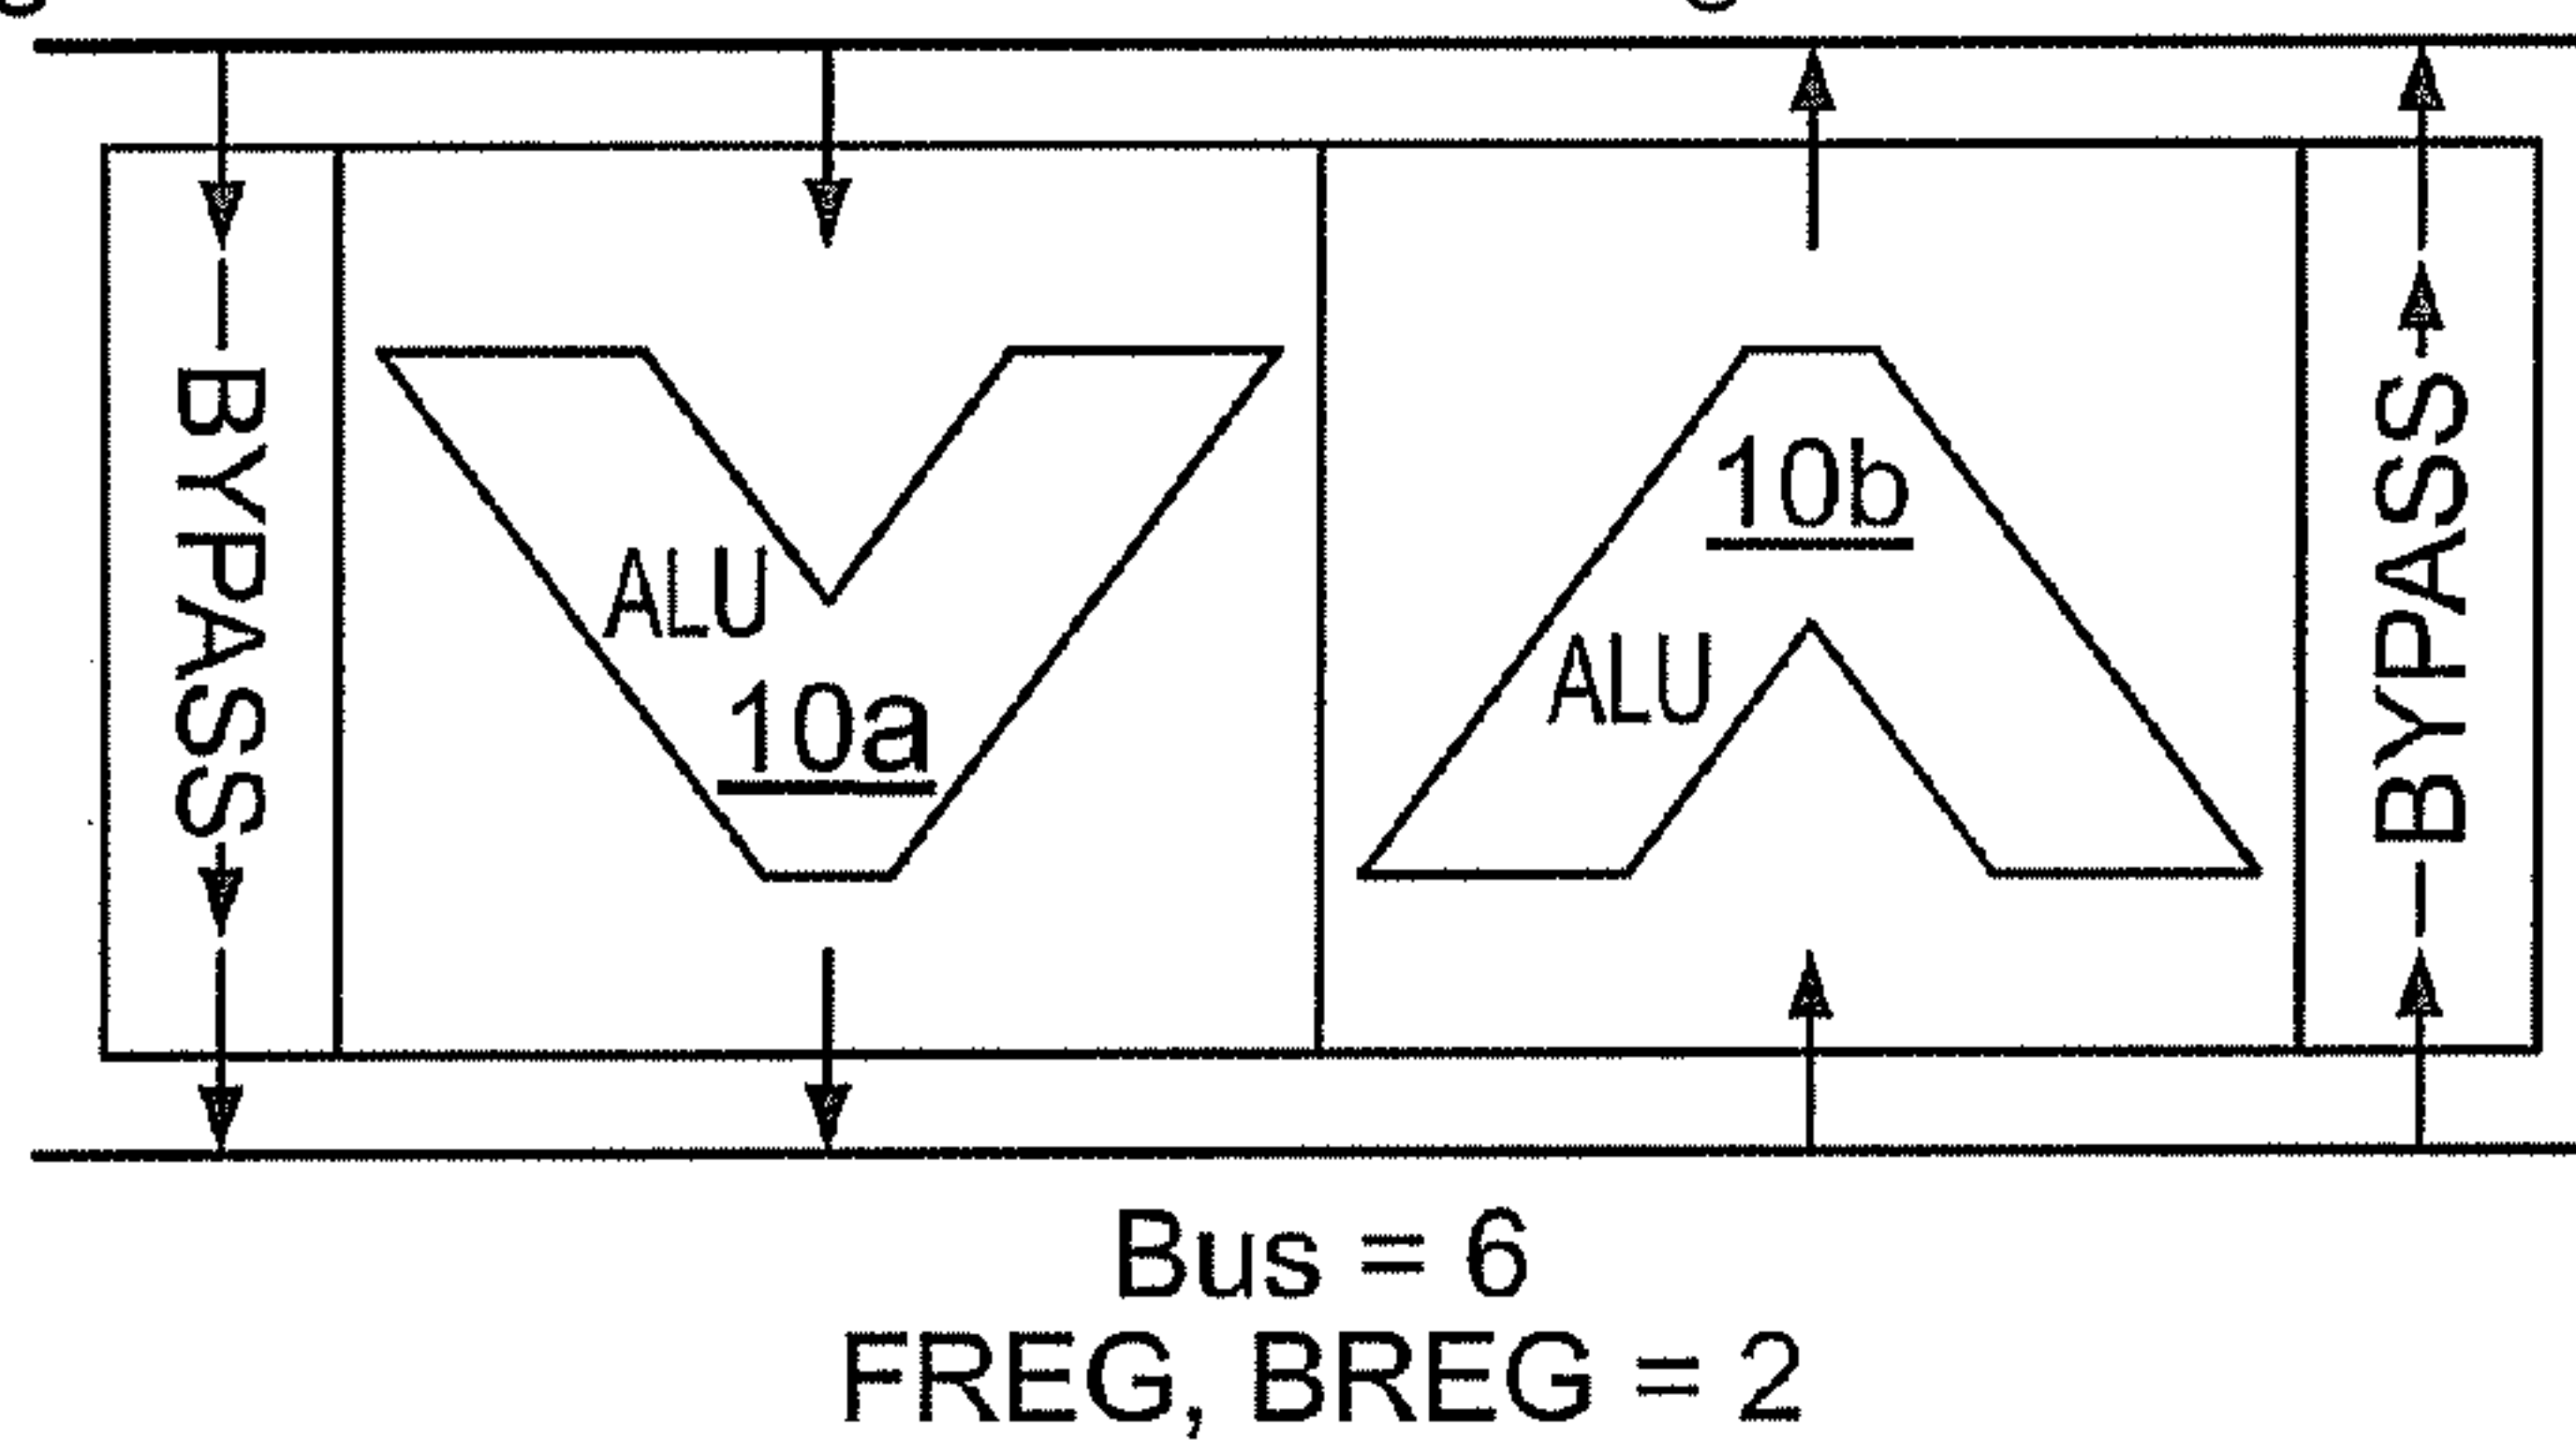 BYPASS
ALU
10a
10b
ALU
BYPASS
Bus = 6
FREG, BREG = 2